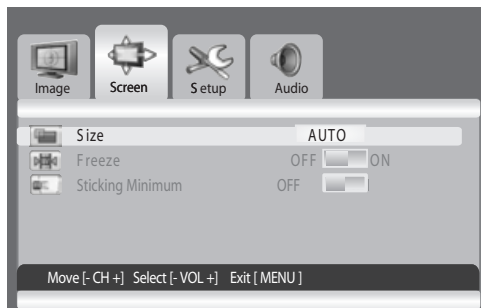 Image Screen Setup Audio
Size AUTO
Freeze OFF ON
Sticking Minimum OFF
Move [- CH +] Select [- VOL +] Exit [ MENU ]